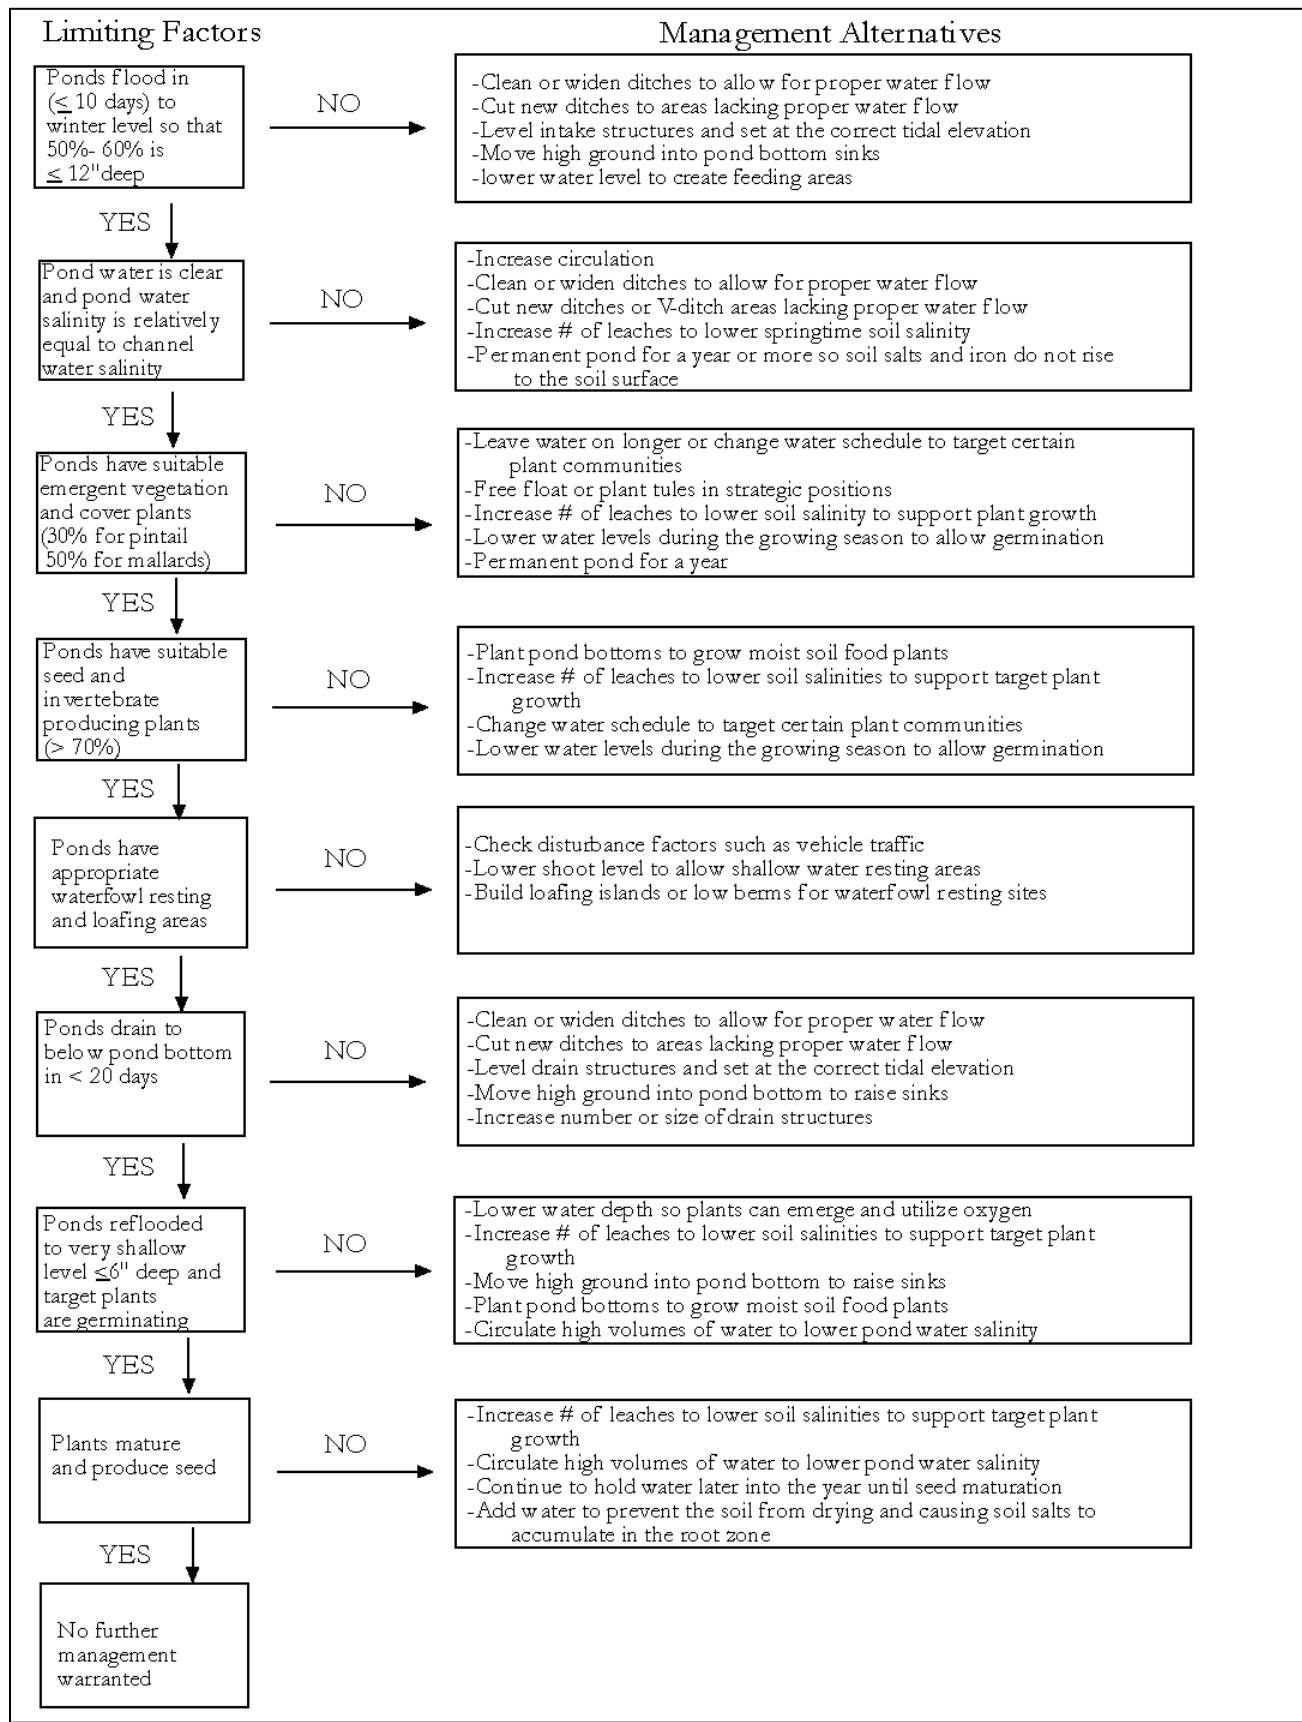 Limiting Factors
Management Alternatives
Ponds flood in
(≤ 10 days) to
winter level so that
50%- 60% is
≤ 12"deep
NO
-Clean or widen ditches to allow for proper water flow
-Cut new ditches to areas lacking proper water flow
-Level intake structures and set at the correct tidal elevation
-Move high ground into pond bottom sinks
-lower water level to create feeding areas
YES
Pond water is clear
and pond water
salinity is relatively
equal to channel
water salinity
NO
-Increase circulation
-Clean or widen ditches to allow for proper water flow
-Cut new ditches or V-ditch areas lacking proper water flow
-Increase # of leaches to lower springtime soil salinity
-Permanent pond for a year or more so soil salts and iron do not rise
to the soil surface
YES
Ponds have suitable
emergent vegetation
and cover plants
(30% for pintail
50% for mallards)
NO
-Leave water on longer or change water schedule to target certain
plant communities
-Free float or plant tules in strategic positions
-Increase # of leaches to lower soil salinity to support plant growth
-Lower water levels during the growing season to allow germination
-Permanent pond for a year
YES
Ponds have suitable
seed and
invertebrate
producing plants
(> 70%)
NO
-Plant pond bottoms to grow moist soil food plants
-Increase # of leaches to lower soil salinities to support target plant
growth
-Change water schedule to target certain plant communities
-Lower water levels during the growing season to allow germination
YES
Ponds have
appropriate
waterfowl resting
and loafing areas
NO
-Check disturbance factors such as vehicle traffic
-Lower shoot level to allow shallow water resting areas
-Build loafing islands or low berms for waterfowl resting sites
YES
Ponds drain to
below pond bottom
in < 20 days
NO
-Clean or widen ditches to allow for proper water flow
-Cut new ditches to areas lacking proper water flow
-Level drain structures and set at the correct tidal elevation
-Move high ground into pond bottom to raise sinks
-Increase number or size of drain structures
YES
Ponds reflooded
to very shallow
level ≤6" deep and
target plants
are germinating
NO
-Lower water depth so plants can emerge and utilize oxygen
-Increase # of leaches to lower soil salinities to support target plant
growth
-Move high ground into pond bottom to raise sinks
-Plant pond bottoms to grow moist soil food plants
-Circulate high volumes of water to lower pond water salinity
YES
Plants mature
and produce seed
NO
-Increase # of leaches to lower soil salinities to support target plant
growth
-Circulate high volumes of water to lower pond water salinity
-Continue to hold water later into the year until seed maturation
-Add water to prevent the soil from drying and causing soil salts to
accumulate in the root zone
YES
No further
management
warranted